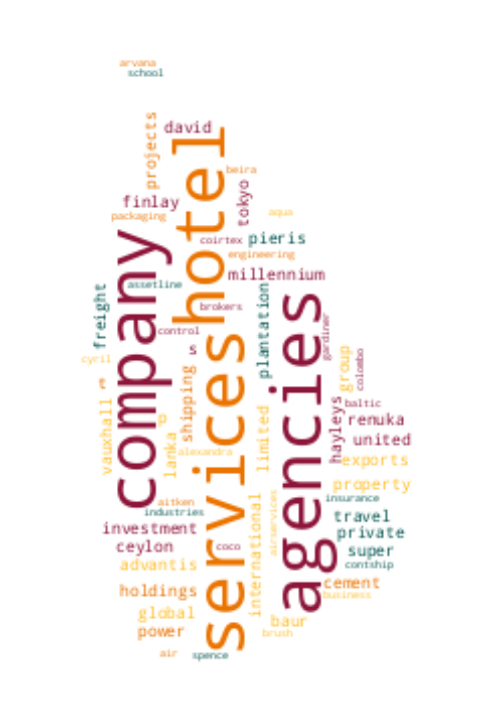 arvana
school
projects
david
hotel
beira
finlay
packaging
tokyo
aqua
company
coirtex
pieris
engineering
millennium
freight
assetline
plantation
brokers
services
agencies
control
gardiner
s
cyril
group
colombo
t
shipping
vauxhall
p
lanka
limited
hayleys
baltic
renuka
united
alexandra
exports
property
international
airservices
insurance
aitken
industries
travel
investment
private
ceylon
coco
super
advantis
contship
cement
holdings
business
global
baur
power
brush
air
spence